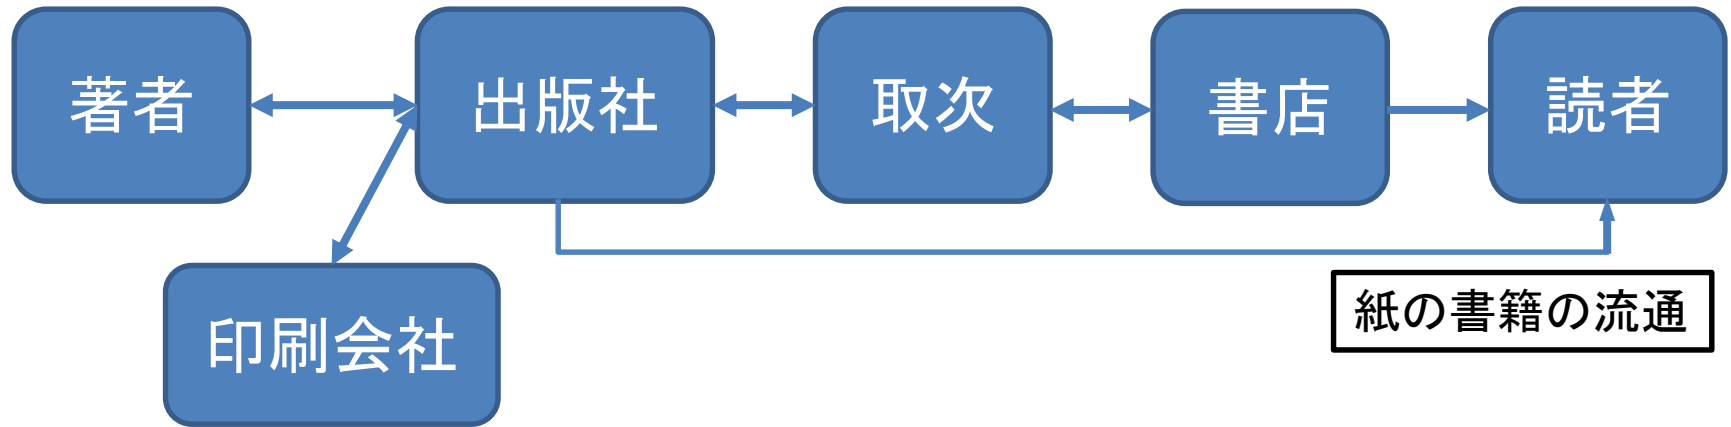 著者
出版社
取次
書店
読者
印刷会社
紙の書籍の流通